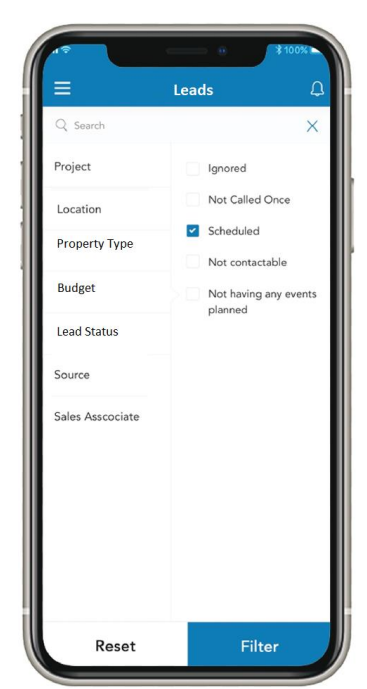 100%
Leads
Search
Project
Location
Property Type
Budget
Lead Status
Source
Sales Asscociate
Ignored
Not Called Once
Scheduled
Not contactable
Not having any events
planned
Reset
Filter